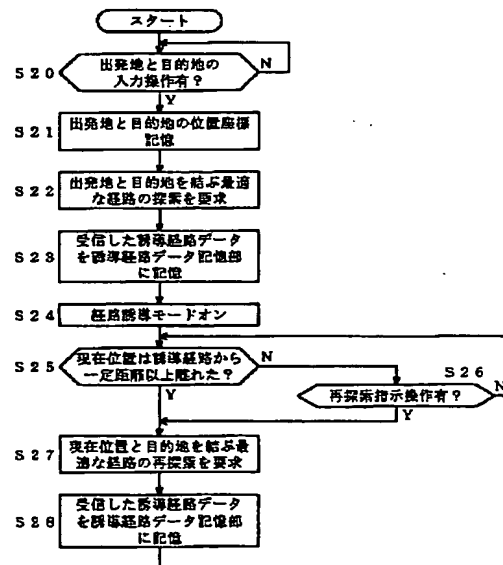 スタート
S20
出発地と目的地の
入力操作有?
N
Y
S21
出発地と目的地の位置座標
記憶
S22
出発地と目的地を結ぶ最適
な経路の探索を要求
S23
受信した誘導経路データ
を誘導経路データ記憶部
に記憶
S24
経路誘導モードオン
S25
現在位置は誘導経路から
一定距離以上離れた?
N
Y
S26
再探索指示操作有?
N
Y
S27
現在位置と目的地を結ぶ最
適な経路の再探索を要求
S28
受信した誘導経路データ
を誘導経路データ記憶部
に記憶